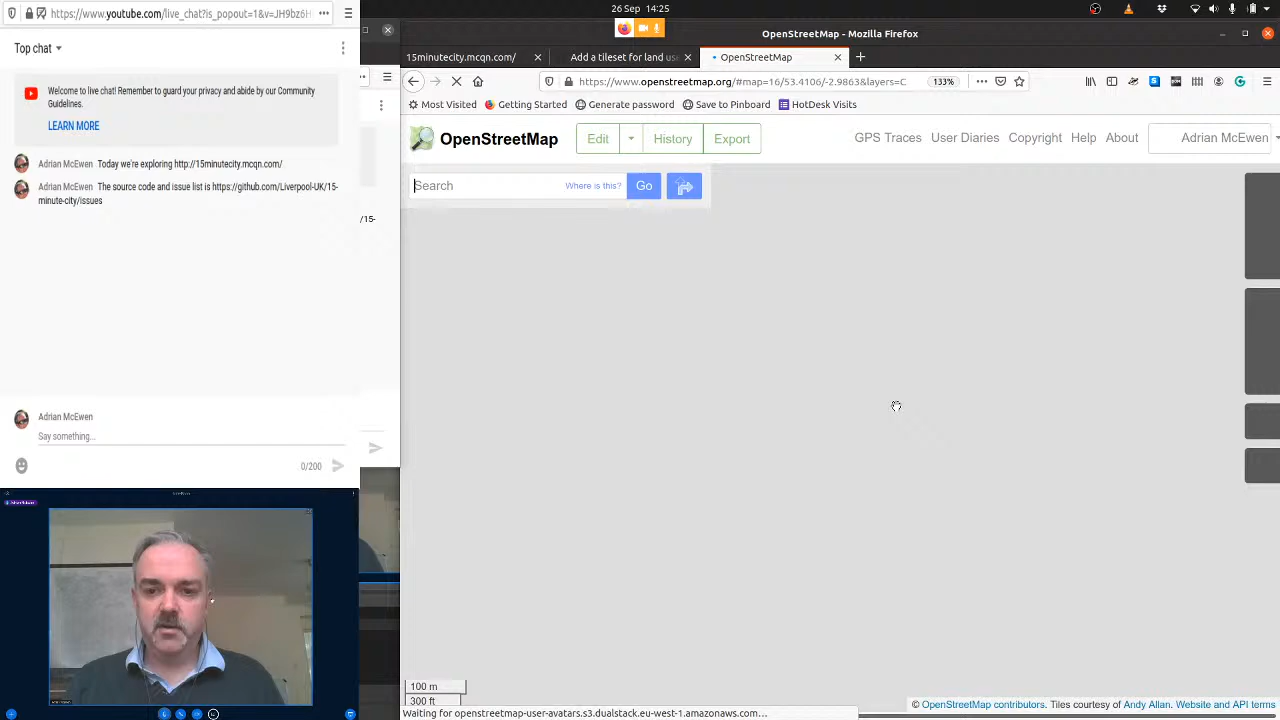 26 Sep 14:25
https://www.youtube.com/live_chat?is_popout=1&v=JH9bz6H
Top chat
Welcome to live chat! Remember to guard your privacy and abide by our Community
Guidelines.
LEARN MORE
Adrian McEwen Today we're exploring http://15minutecity.mcqn.com/
Adrian McEwen The source code and issue list is https://github.com/Liverpool-UK/15-
minute-city/issues
Adrian McEwen
Say something...
0/200
/15-
OpenStreetMap - Mozilla Firefox
15minutecity.mcqn.com/
Add a tileset for land use
OpenStreetMap
https://www.openstreetmap.org/#map=16/53.4106/-2.9863&layers=C
133%
Most Visited
Getting Started
Generate password
Save to Pinboard
HotDesk Visits
OpenStreetMap
Edit
History
Export
GPS Traces
User Diaries
Copyright
Help
About
Adrian McEwen
Search
Where is this?
Go
100 m
300 ft
© OpenStreetMap contributors. Tiles courtesy of Andy Allan. Website and API terms
Waiting for openstreetmap-user-avatars.s3.dualstack.eu-west-1.amazonaws.com...